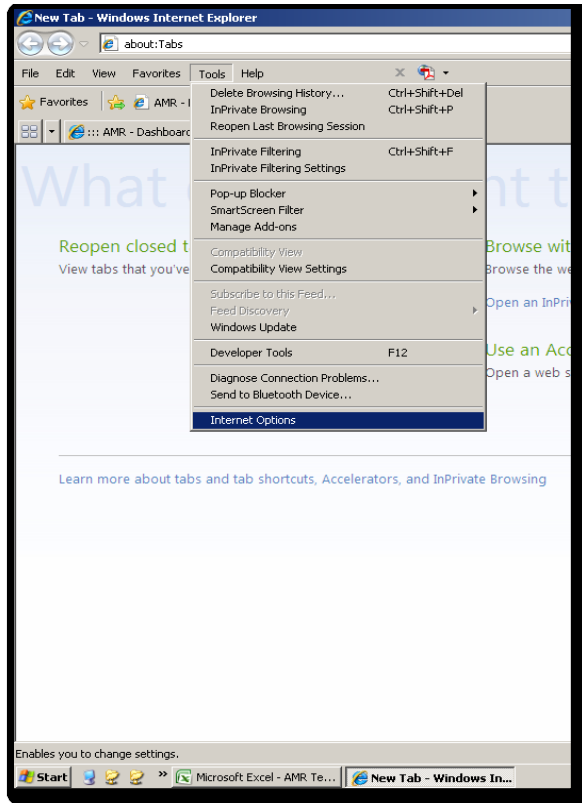 New Tab - Windows Internet Explorer
about:Tabs
File Edit View Favorites Tools Help
Favorites AMR -
::: AMR - Dashboard
Delete Browsing History... Ctrl+Shift+Del
InPrivate Browsing Ctrl+Shift+P
Reopen Last Browsing Session
InPrivate Filtering Ctrl+Shift+F
InPrivate Filtering Settings
Pop-up Blocker
SmartScreen Filter
Manage Add-ons
Compatibility View
Compatibility View Settings
Subscribe to this Feed...
Feed Discovery
Windows Update
Developer Tools F12
Diagnose Connection Problems...
Send to Bluetooth Device...
Internet Options
What nt t
Reopen closed t
View tabs that you've
Browse wit
Browse the we
Open an InPri
Use an Acc
Open a web s
Learn more about tabs and tab shortcuts, Accelerators, and InPrivate Browsing
Enables you to change settings.
Start » Microsoft Excel - AMR Te... New Tab - Windows In...